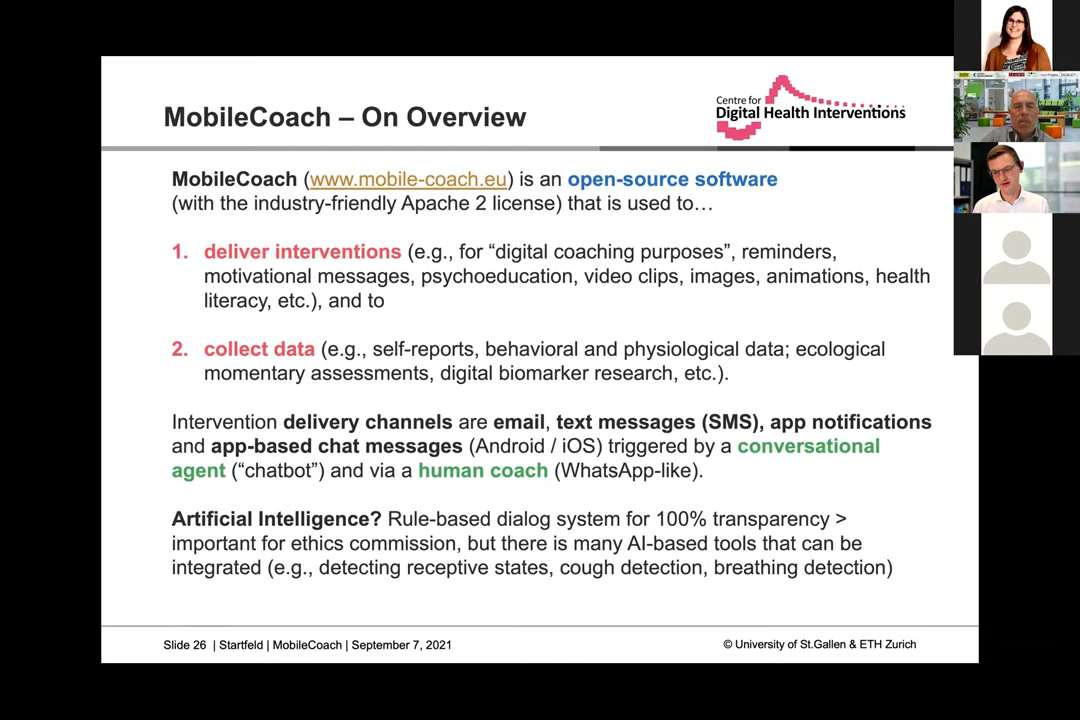 MobileCoach – On Overview
Centre for
Digital Health Interventions
MobileCoach (www.mobile-coach.eu) is an open-source software
(with the industry-friendly Apache 2 license) that is used to…
1. deliver interventions (e.g., for “digital coaching purposes”, reminders,
motivational messages, psychoeducation, video clips, images, animations, health
literacy, etc.), and to
2. collect data (e.g., self-reports, behavioral and physiological data; ecological
momentary assessments, digital biomarker research, etc.).
Intervention delivery channels are email, text messages (SMS), app notifications
and app-based chat messages (Android / iOS) triggered by a conversational
agent (“chatbot”) and via a human coach (WhatsApp-like).
Artificial Intelligence? Rule-based dialog system for 100% transparency >
important for ethics commission, but there is many AI-based tools that can be
integrated (e.g., detecting receptive states, cough detection, breathing detection)
Slide 26 | Startfeld | MobileCoach | September 7, 2021
© University of St.Gallen & ETH Zurich